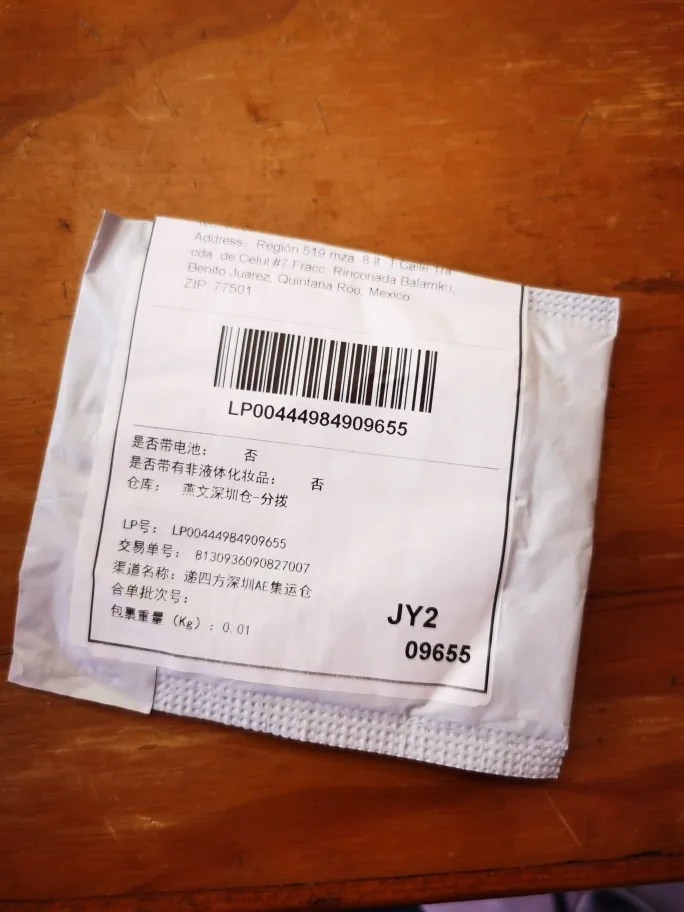 Address: Región 519 mza 8 lt 1 Calle Tra
cda de Celul #7 Fracc. Rinconada Balamku,
Benito Juarez, Quintana Roo, Mexico
ZIP: 77501
LP00444984909655
是否带电池: 否
是否带有非液体化妆品: 否
仓库: 燕文深圳仓-分拨
LP号: LP00444984909655
交易单号: 8130936090827007
渠道名称: 递四方深圳AE集运仓
合单批次号:
包裹重量 (Kg) : 0.01
JY2
09655